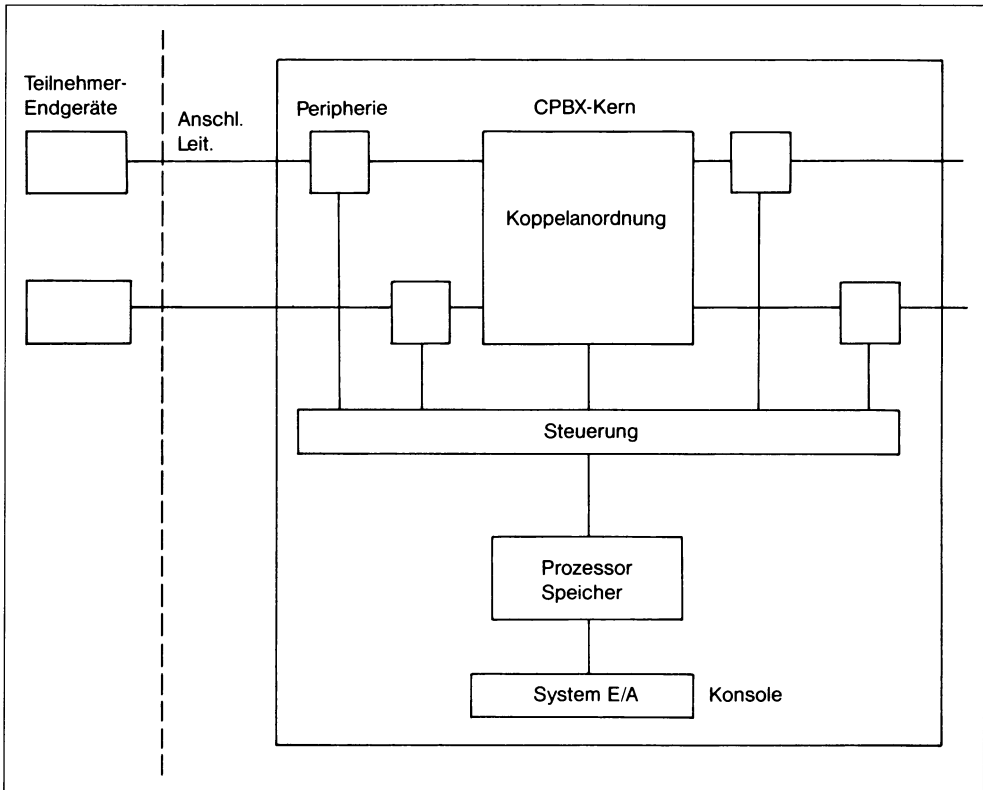 Teilnehmer-
Endgeräte
Anschl.
Leit.
Peripherie
CPBX-Kern
Koppelanordnung
Steuerung
Prozessor
Speicher
System E/A
Konsole